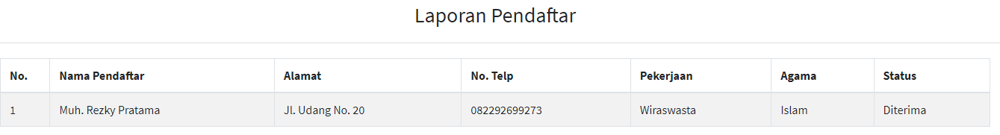 Laporan Pendaftar
No. Nama Pendaftar Alamat No. Telp Pekerjaan Agama Status
1 Muh. Rezky Pratama Jl. Udang No. 20 082292699273 Wiraswasta Islam Diterima